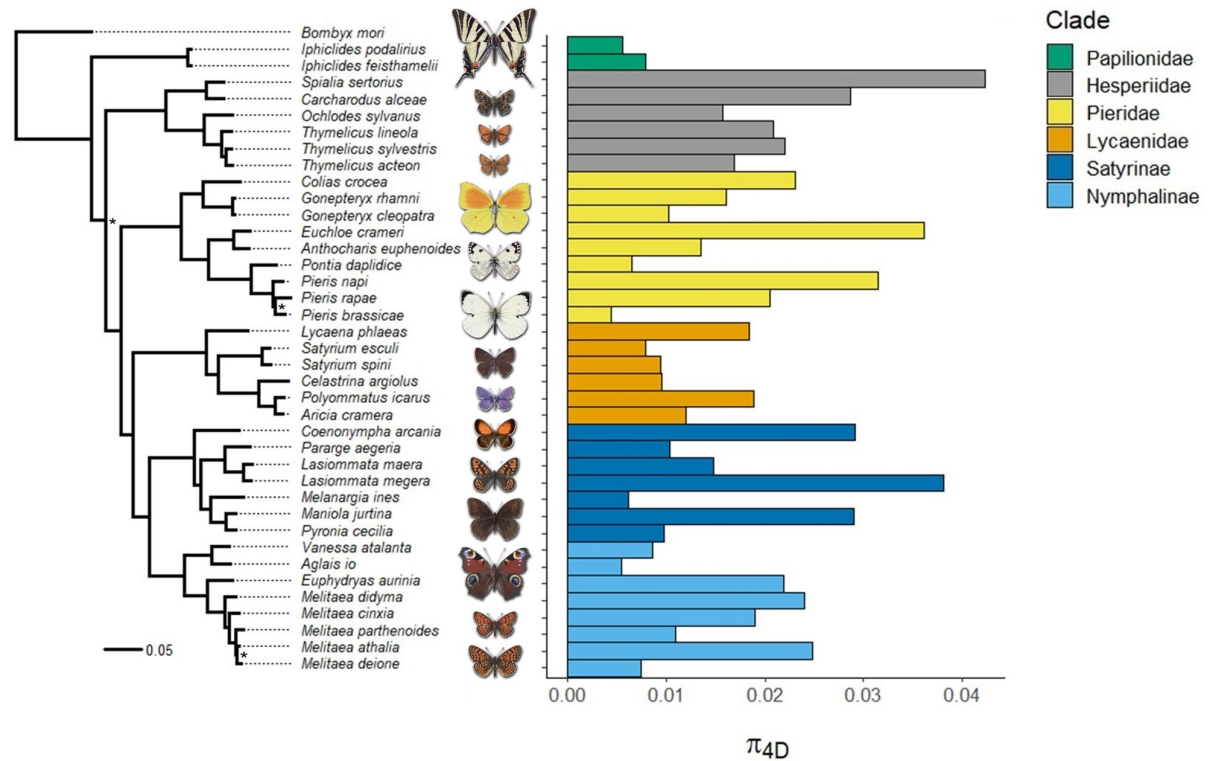 Bombyx mori
Iphiclides podalirius
Iphiclides feisthamelii
Spialia sertorius
Carcharodus alceae
Ochlodes sylvanus
Thymelicus lineola
Thymelicus sylvestris
Thymelicus acteon
Colias crocea
*
Gonepteryx rhamni
Gonepteryx cleopatra
Euchloe crameri
Anthocharis euphenoides
Pontia daplidice
Pieris napi
Pieris rapae
*
Pieris brassicae
Lycaena phlaeas
Satyrium esculi
Satyrium spini
Celastrina argiolus
Polyommatus icarus
Aricia cramera
Coenonympha arcania
Pararge aegeria
Lasiommata maera
Lasiommata megera
Melanargia ines
Maniola jurtina
Pyronia cecilia
Vanessa atalanta
Aglais io
Euphydryas aurinia
Melitaea didyma
Melitaea cinxia
Melitaea parthenoides
Melitaea athalia
*
Melitaea deione
0.05
0.00 0.01 0.02 0.03 0.04
π4D
Clade
Papilionidae
Hesperiidae
Pieridae
Lycaenidae
Satyrinae
Nymphalinae